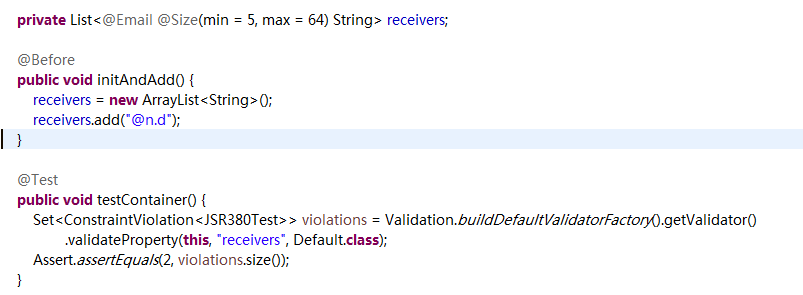 private List<@Email @Size(min = 5, max = 64) String> receivers;
@Before
public void initAndAdd() {
receivers = new ArrayList<String>();
receivers.add("@n.d");
}
@Test
public void testContainer() {
Set<ConstraintViolation<JSR380Test>> violations = Validation.buildDefaultValidatorFactory().getValidator()
.validateProperty(this, "receivers", Default.class);
Assert.assertEquals(2, violations.size());
}